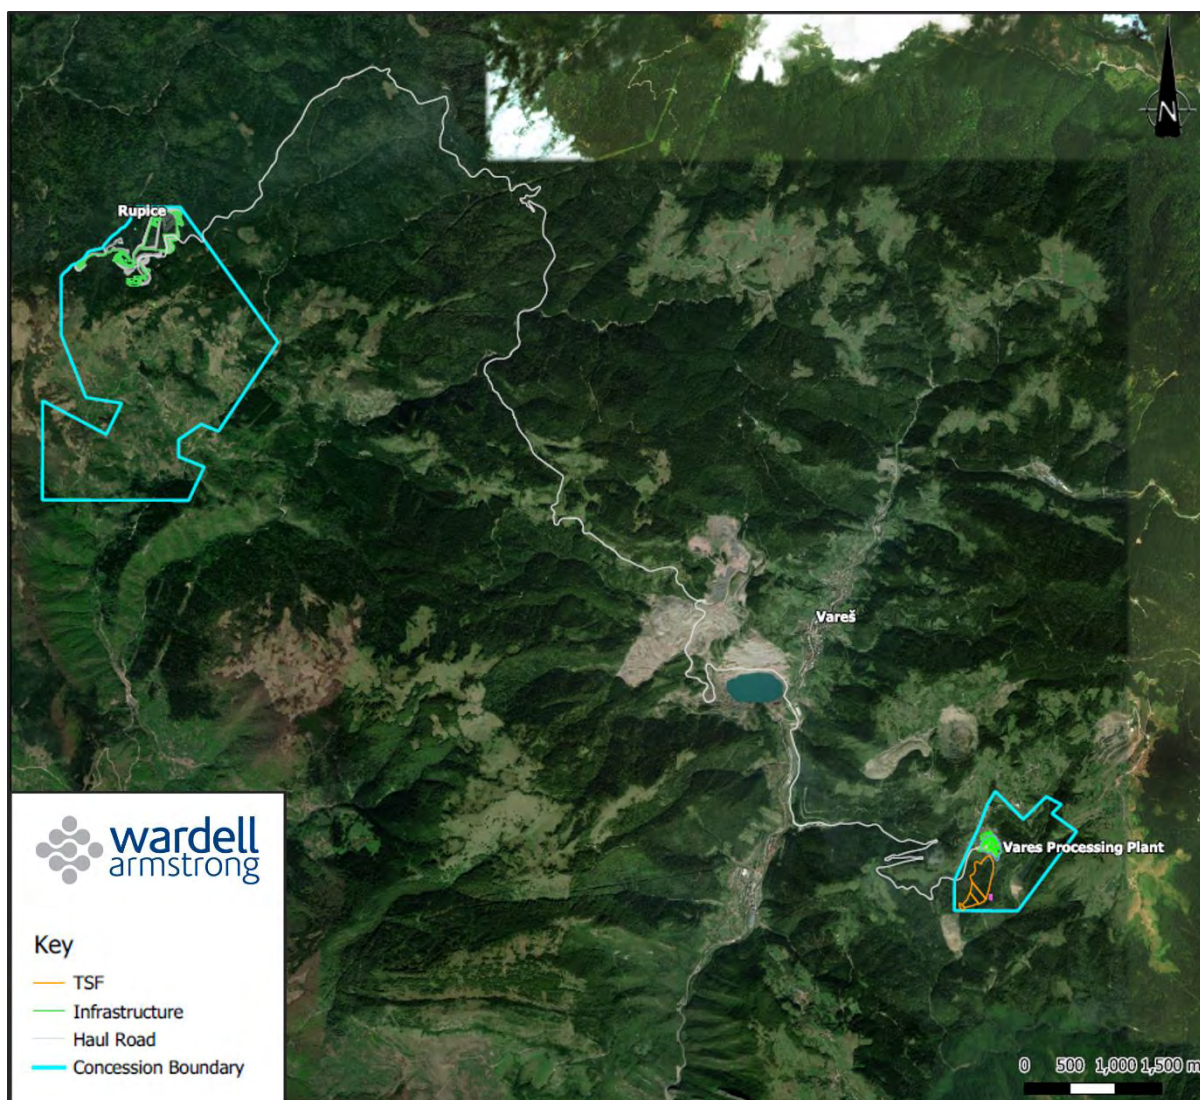 N
Rupice
Vareš
Vares Processing Plant
wardell
armstrong
Key
TSF
Infrastructure
Haul Road
Concession Boundary
0 500 1,000 1,500 m